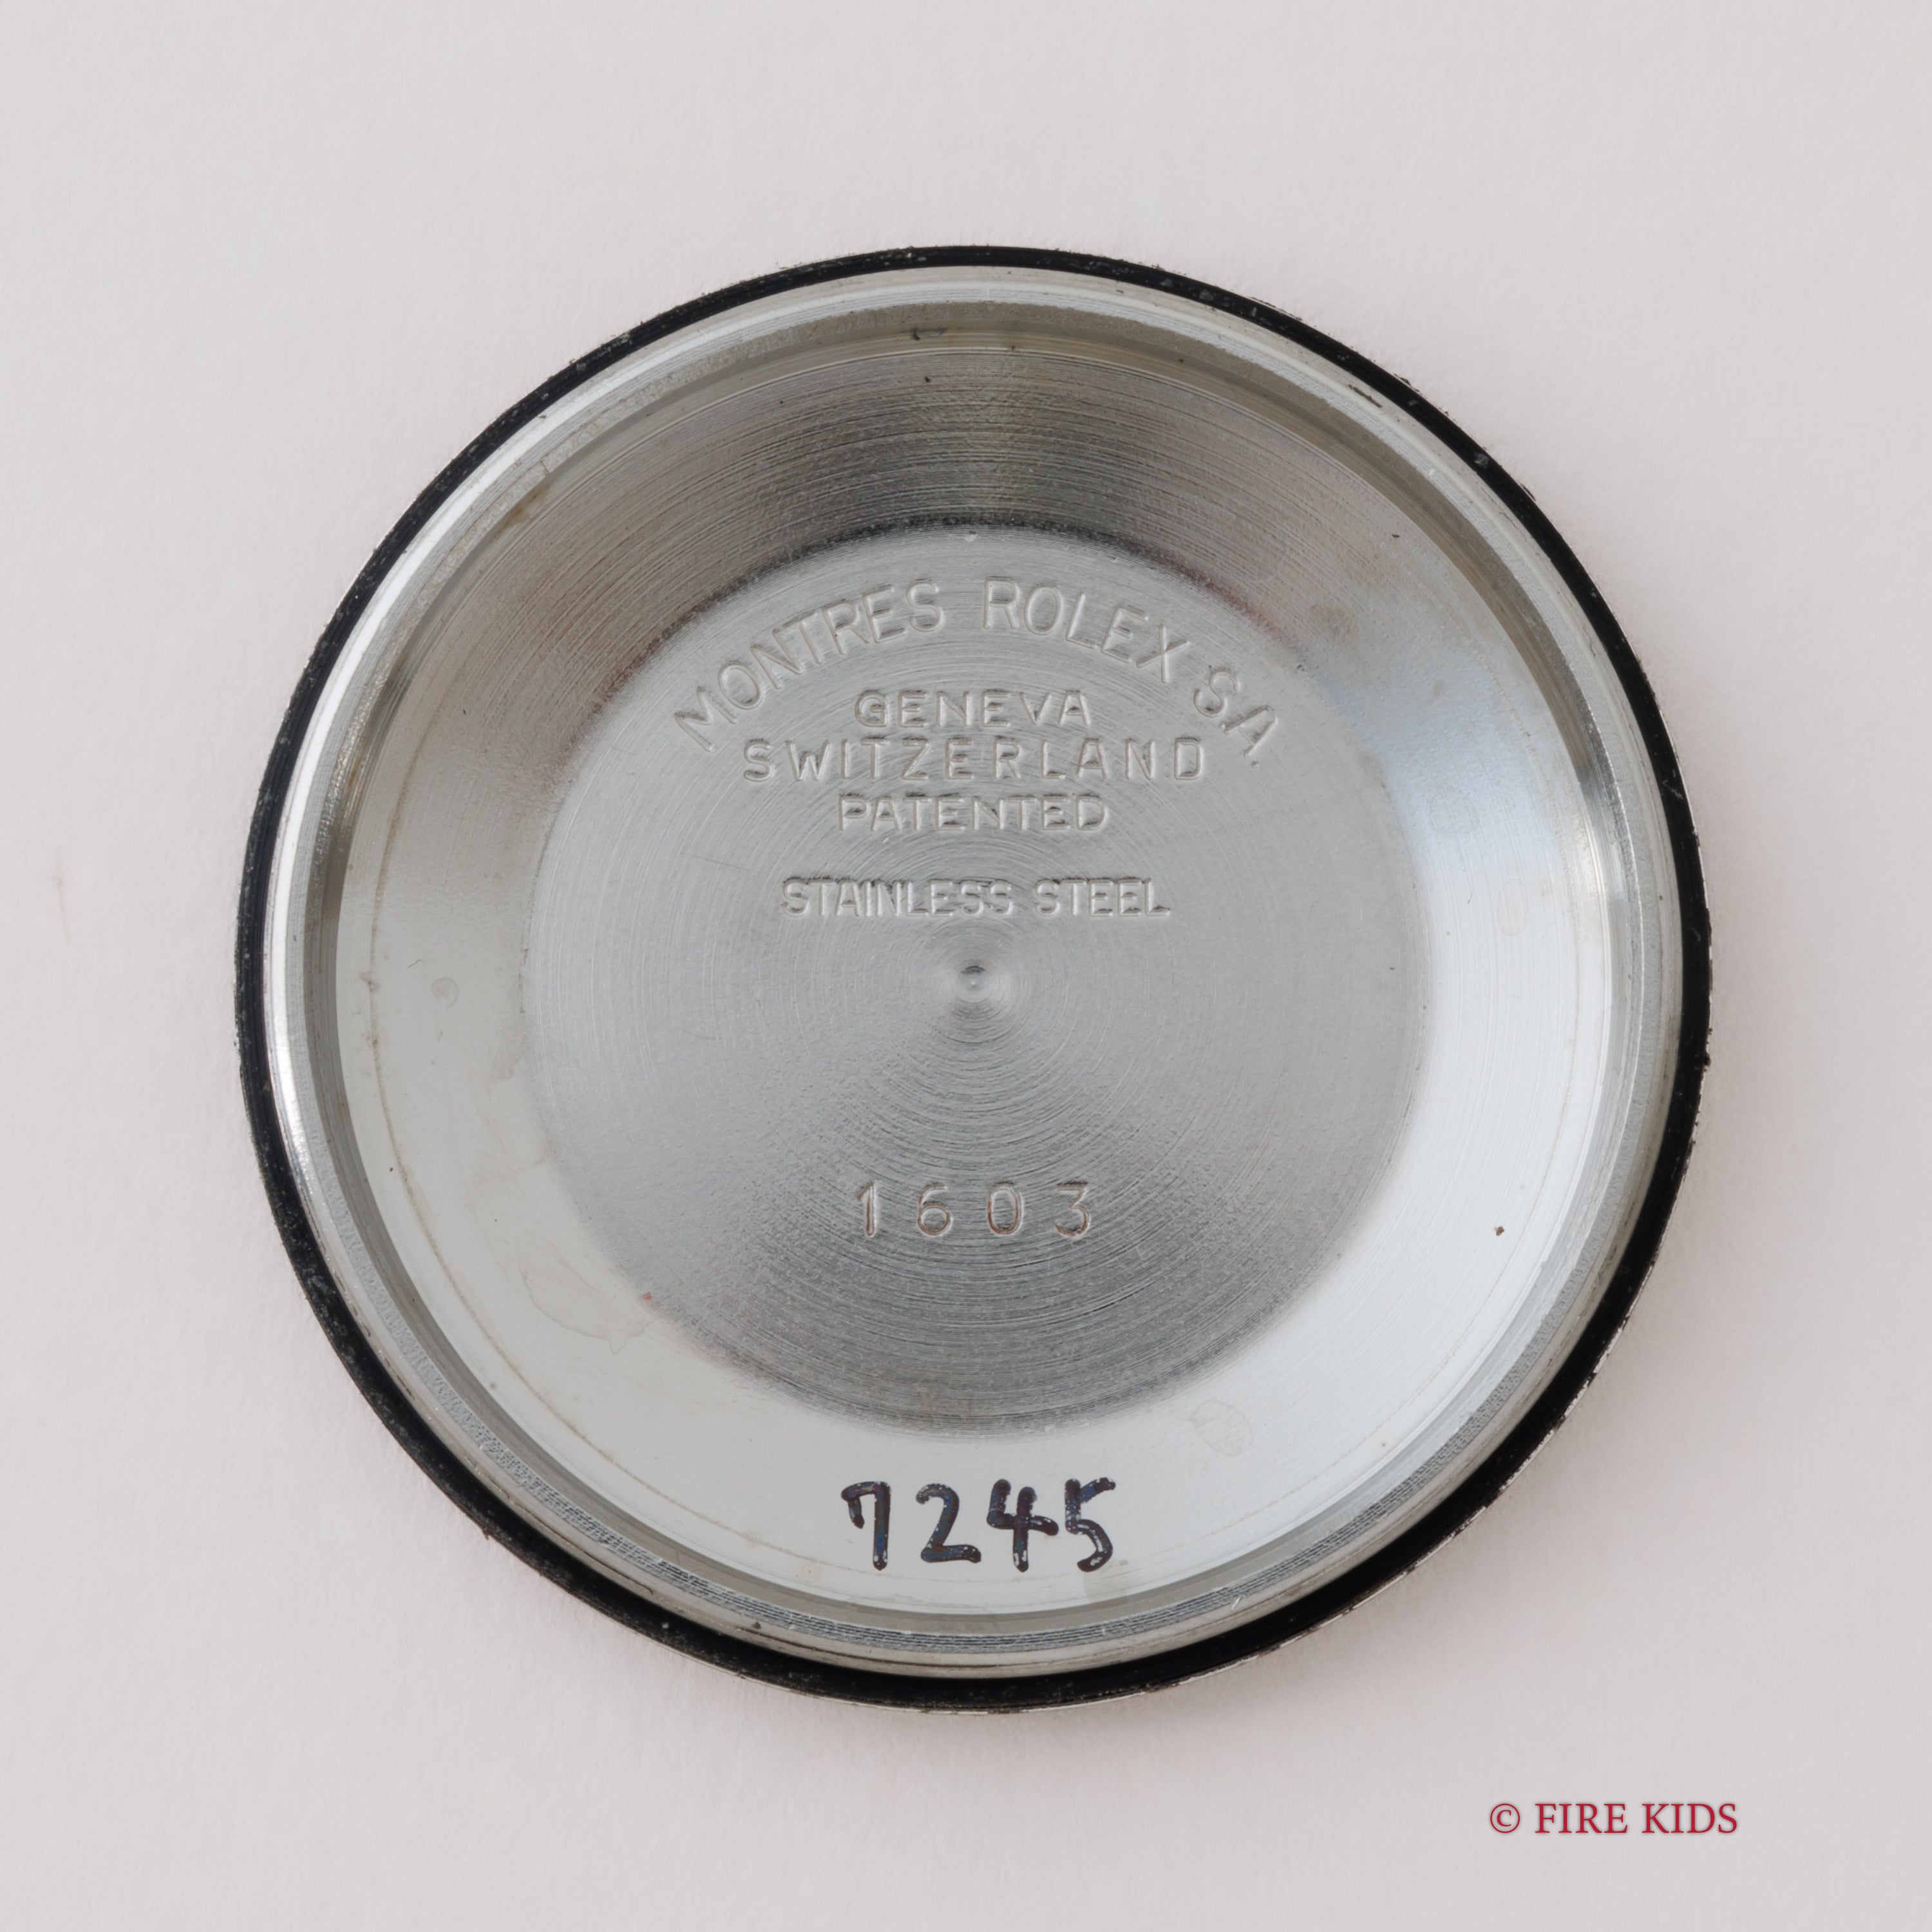 MONTRES ROLEX S.A.
GENEVA
SWITZERLAND
PATENTED
STAINLESS STEEL
1603
7245
© FIRE KIDS